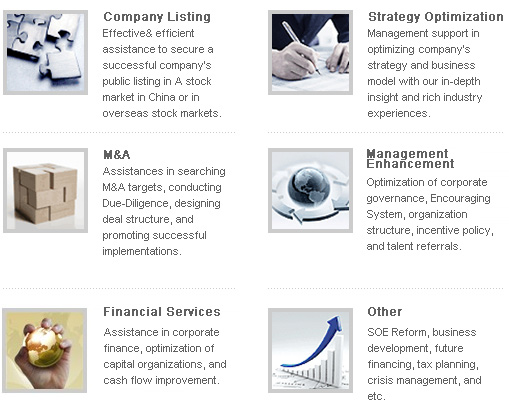 Company Listing
Effective& efficient
assistance to secure a
successful company's
public listing in A stock
market in China or in
overseas stock markets.
Strategy Optimization
Management support in
optimizing company's
strategy and business
model with our in-depth
insight and rich industry
experiences.
M&A
Assistances in searching
M&A targets, conducting
Due-Diligence, designing
deal structure, and
promoting successful
implementations.
Management
Enhancement
Optimization of corporate
governance, Encouraging
System, organization
structure, incentive policy,
and talent referrals.
Financial Services
Assistance in corporate
finance, optimization of
capital organizations, and
cash flow improvement.
Other
SOE Reform, business
development, future
financing, tax planning,
crisis management, and
etc.